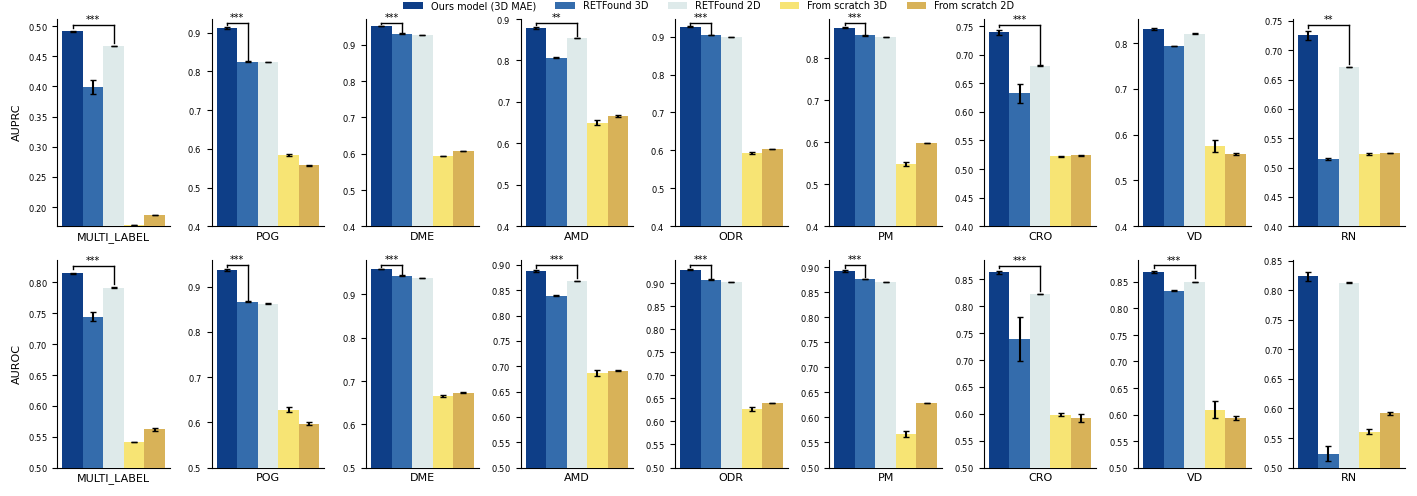 Ours model (3D MAE) RETFound 3D RETFound 2D From scratch 3D From scratch 2D
*** *** *** ** *** *** *** **
AUPRC
0.50 0.45 0.40 0.35 0.30 0.25 0.20
0.9 0.8 0.7 0.6 0.5 0.4
0.9 0.8 0.7 0.6 0.5 0.4
0.9 0.8 0.7 0.6 0.5 0.4
0.9 0.8 0.7 0.6 0.5 0.4
0.8 0.7 0.6 0.5 0.4
0.75 0.70 0.65 0.60 0.55 0.50 0.45 0.40
0.8 0.7 0.6 0.5 0.4
0.75 0.70 0.65 0.60 0.55 0.50 0.45 0.40
MULTI_LABEL POG DME AMD ODR PM CRO VD RN
*** *** *** *** *** *** *** ***
AUROC
0.80 0.75 0.70 0.65 0.60 0.55 0.50
0.9 0.8 0.7 0.6 0.5
0.9 0.8 0.7 0.6 0.5
0.90 0.85 0.80 0.75 0.70 0.65 0.60 0.55 0.50
0.90 0.85 0.80 0.75 0.70 0.65 0.60 0.55 0.50
0.90 0.85 0.80 0.75 0.70 0.65 0.60 0.55 0.50
0.85 0.80 0.75 0.70 0.65 0.60 0.55 0.50
0.85 0.80 0.75 0.70 0.65 0.60 0.55 0.50
0.85 0.80 0.75 0.70 0.65 0.60 0.55 0.50
MULTI_LABEL POG DME AMD ODR PM CRO VD RN